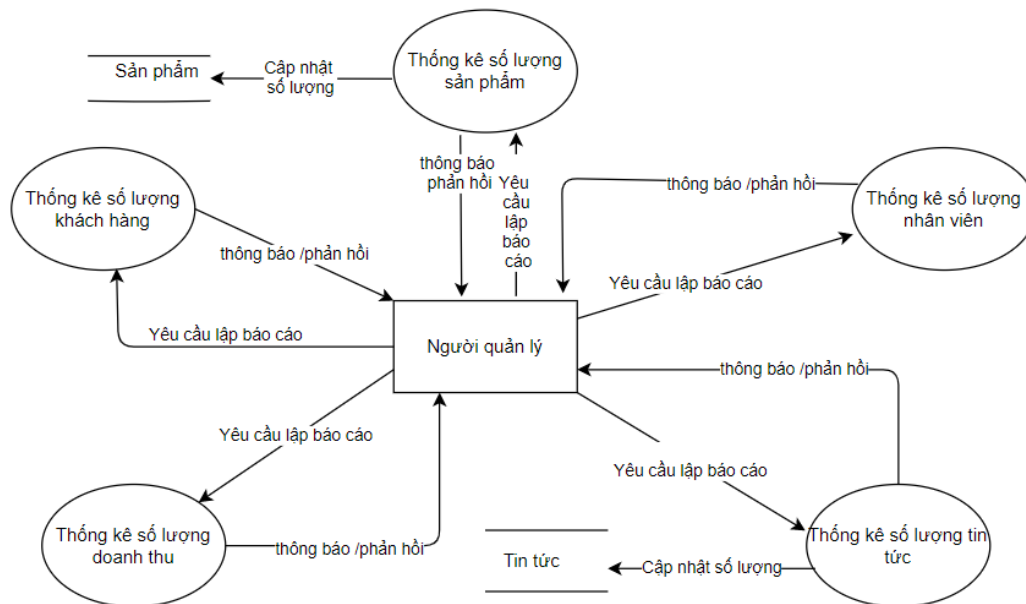 Thống kê số lượng
sản phẩm
Sản phẩm
Câp nhật
số lượng
thông báo
phản hồi
Yêu
cầu
lập
báo
cáo
Thống kê số lượng
khách hàng
thông báo /phản hồi
Thống kê số lượng
nhân viên
thông báo /phản hồi
Yêu cầu lập báo cáo
Yêu cầu lập báo cáo
Người quản lý
thông báo /phản hồi
Yêu cầu lập báo cáo
Yêu cầu lập báo cáo
Thống kê số lượng
doanh thu
thông báo /phản hồi
Tin tức
Câp nhật số lượng
Thống kê số lượng tin
tức